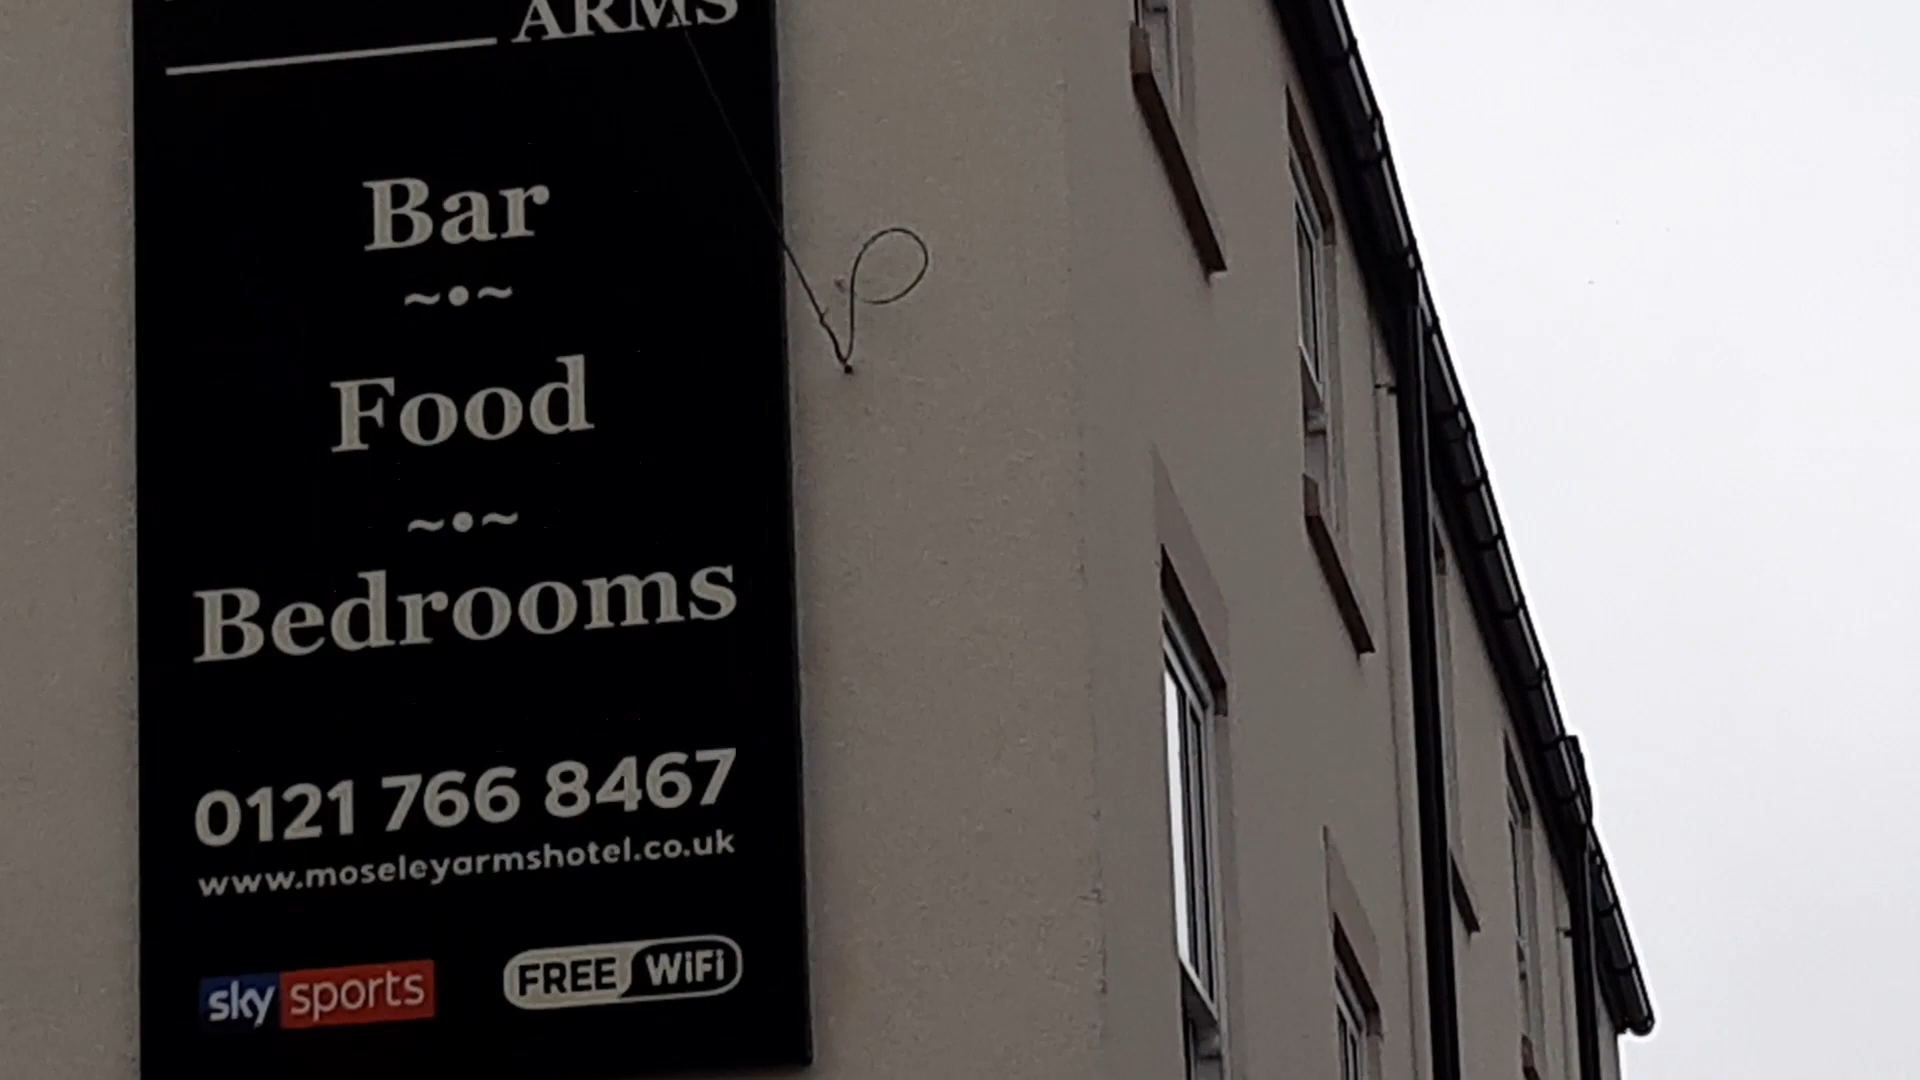 ARMS
Bar
~•~
Food
~•~
Bedrooms
0121 766 8467
www.moseleyarmshotel.co.uk
sky sports
FREE WiFi